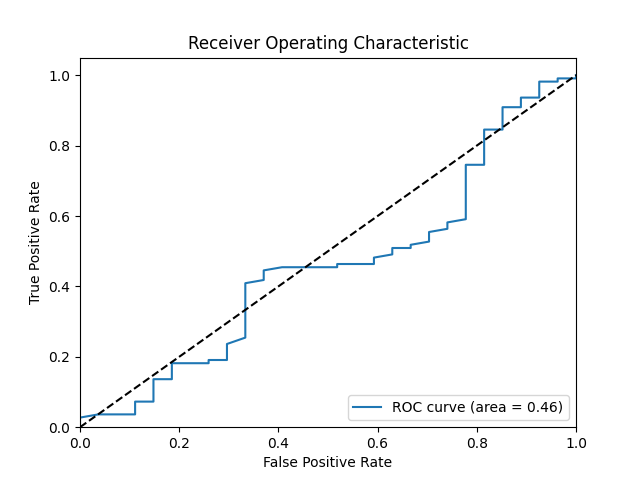 Receiver Operating Characteristic
True Positive Rate
1.0
0.8
0.6
0.4
0.2
0.0
ROC curve (area = 0.46)
0.0 0.2 0.4 0.6 0.8 1.0
False Positive Rate